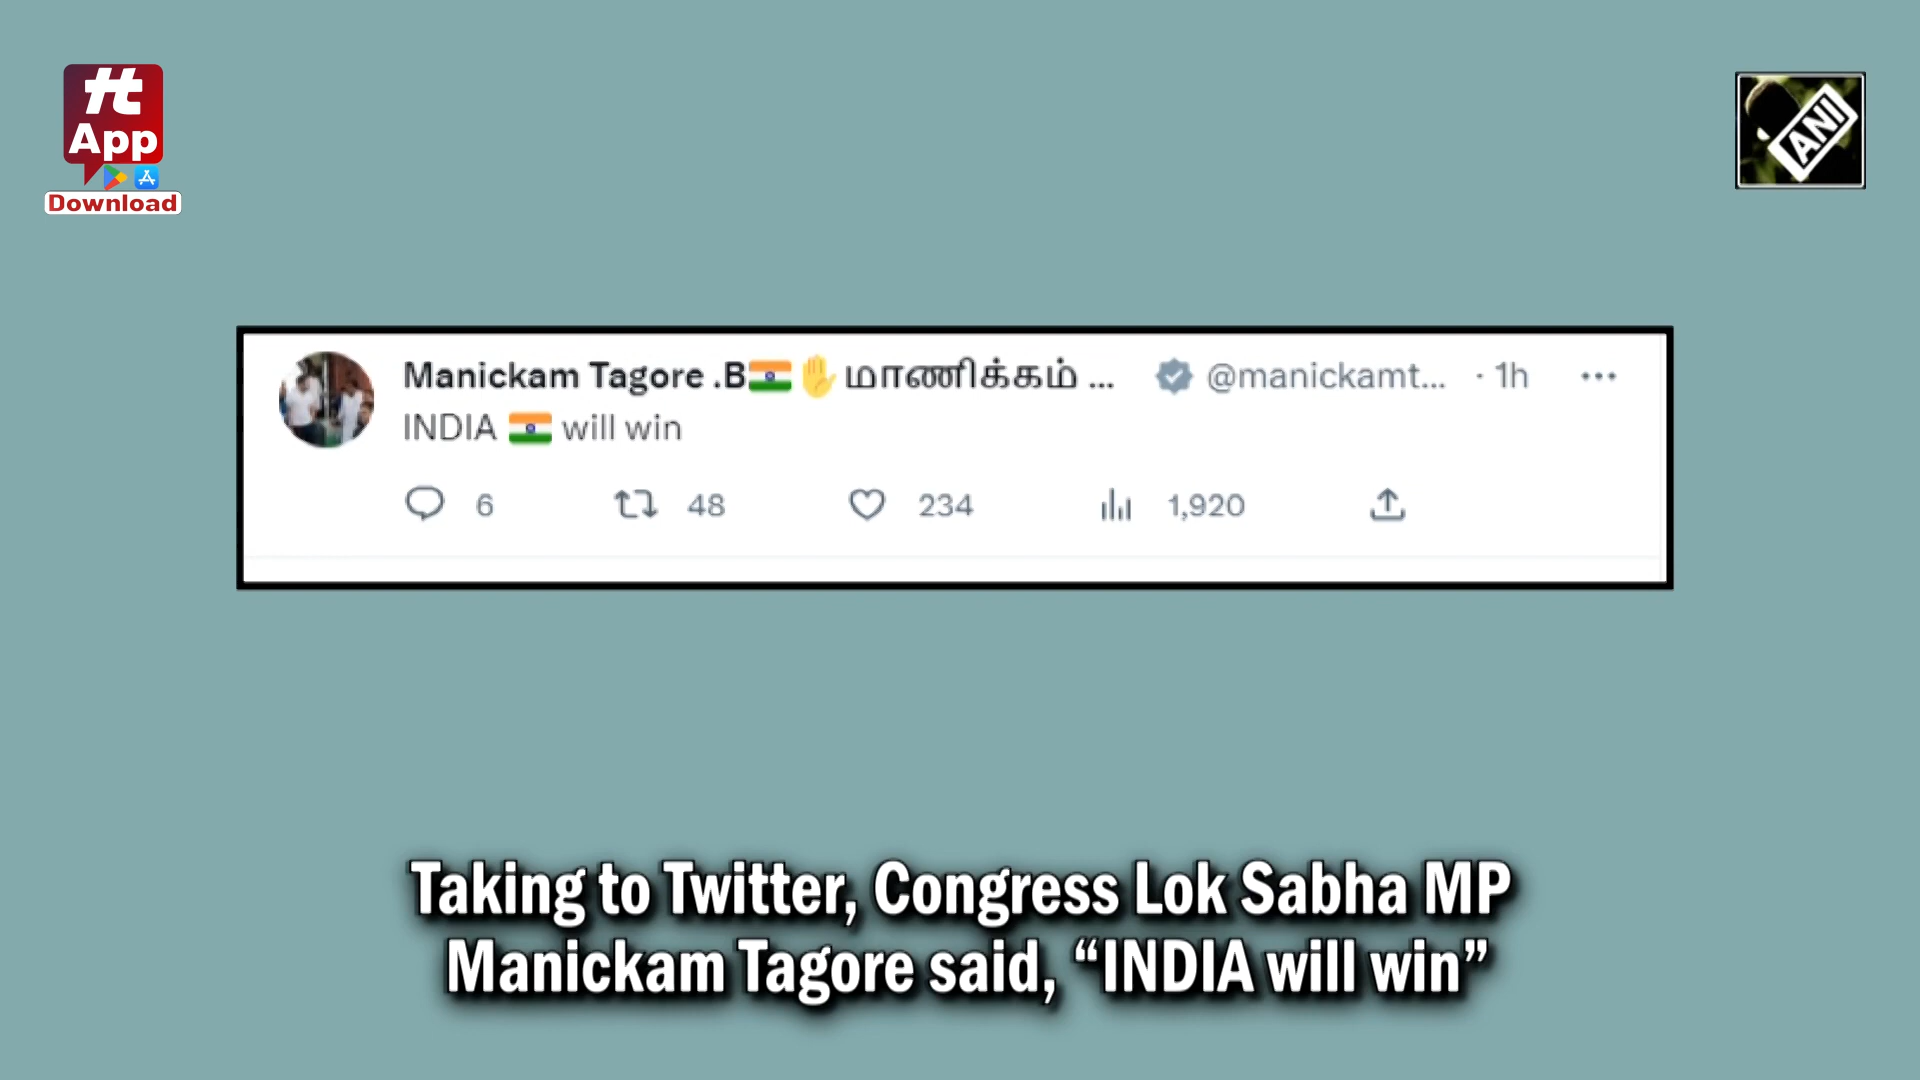 #
App
Download
ANI
Manickam Tagore .B🇮🇳✋மாணிக்கம் ... @manickamt... · 1h ...
INDIA 🇮🇳 will win
6 48 234 1,920
Taking to Twitter, Congress Lok Sabha MP
Manickam Tagore said, “INDIA will win”